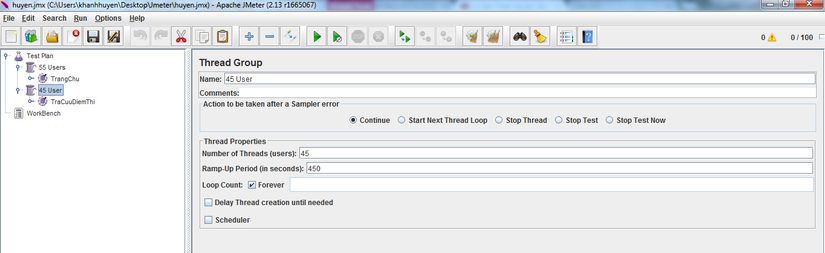 huyen.jmx (C:\Users\khanhhuyen\Desktop\Jmeter\huyen.jmx) - Apache JMeter (2.13 r1665067)
File Edit Search Run Options Help
0 0 / 100
Test Plan
55 Users
TrangChu
45 User
TraCuuDiemThi
WorkBench
Thread Group
Name: 45 User
Comments:
Action to be taken after a Sampler error
Continue Start Next Thread Loop Stop Thread Stop Test Stop Test Now
Thread Properties
Number of Threads (users): 45
Ramp-Up Period (in seconds): 450
Loop Count: Forever
Delay Thread creation until needed
Scheduler